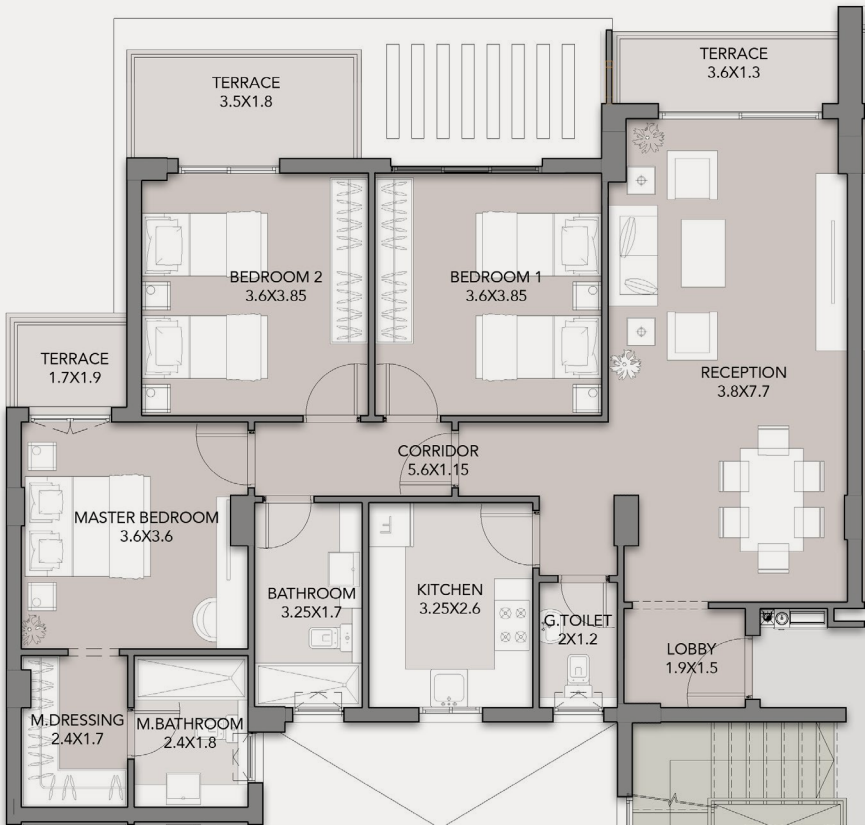 TERRACE
3.5X1.8
TERRACE
3.6X1.3
BEDROOM 2
3.6X3.85
BEDROOM 1
3.6X3.85
TERRACE
1.7X1.9
RECEPTION
3.8X7.7
CORRIDOR
5.6X1.15
MASTER BEDROOM
3.6X3.6
F
BATHROOM
3.25X1.7
KITCHEN
3.25X2.6
G.TOILET
2X1.2
LOBBY
1.9X1.5
M.DRESSING
2.4X1.7
M.BATHROOM
2.4X1.8